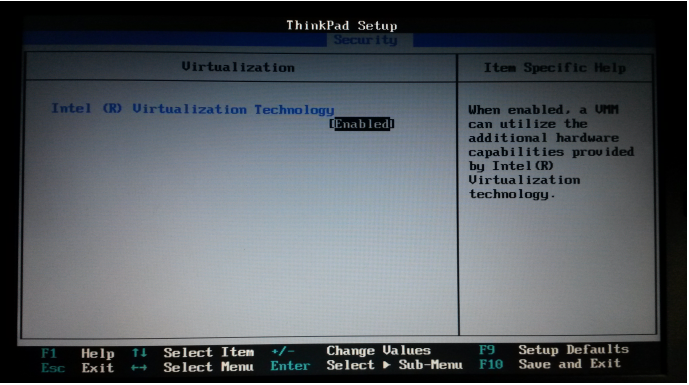 ThinkPad Setup
Security
Virtualization
Item Specific Help
Intel (R) Virtualization Technology
[Enabled]
When enabled, a VMM
can utilize the
additional hardware
capabilities provided
by Intel(R)
Virtualization
technology.
F1 Help ↑↓ Select Item +/- Change Values F9 Setup Defaults
Esc Exit ←→ Select Menu Enter Select ▶ Sub-Menu F10 Save and Exit